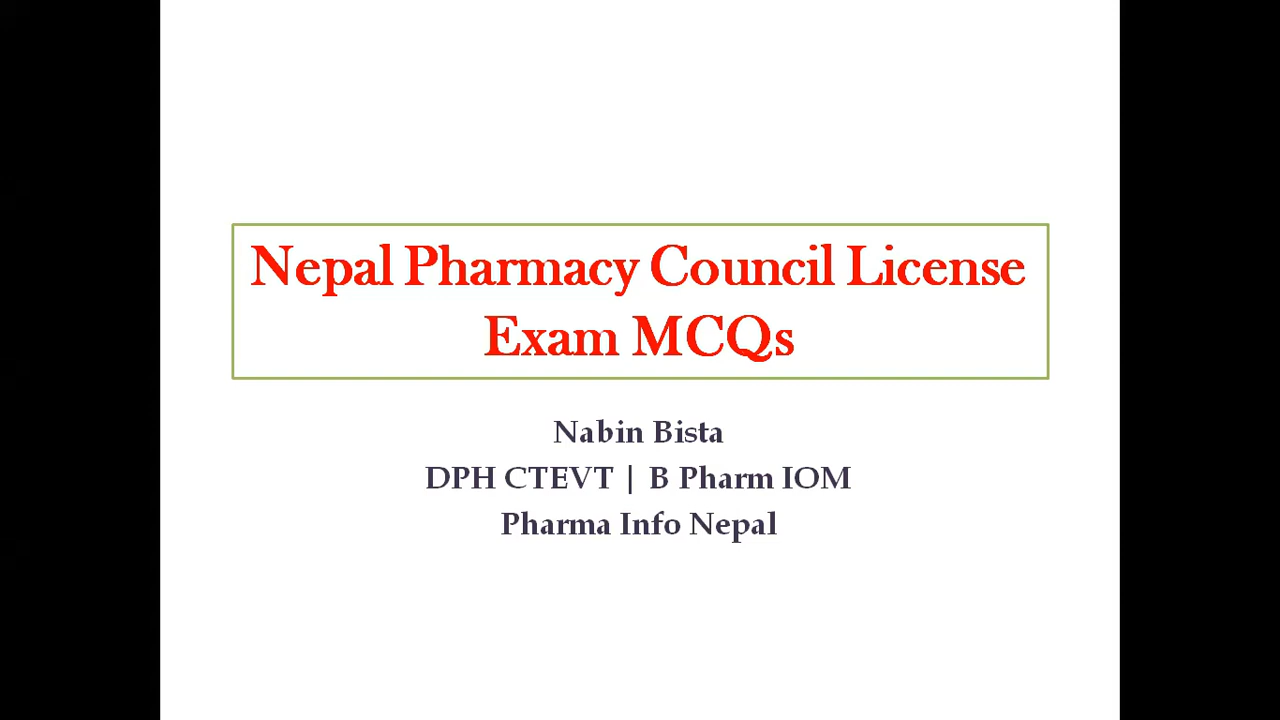 Nepal Pharmacy Council License
Exam MCQs
Nabin Bista
DPH CTEVT | B Pharm IOM
Pharma Info Nepal